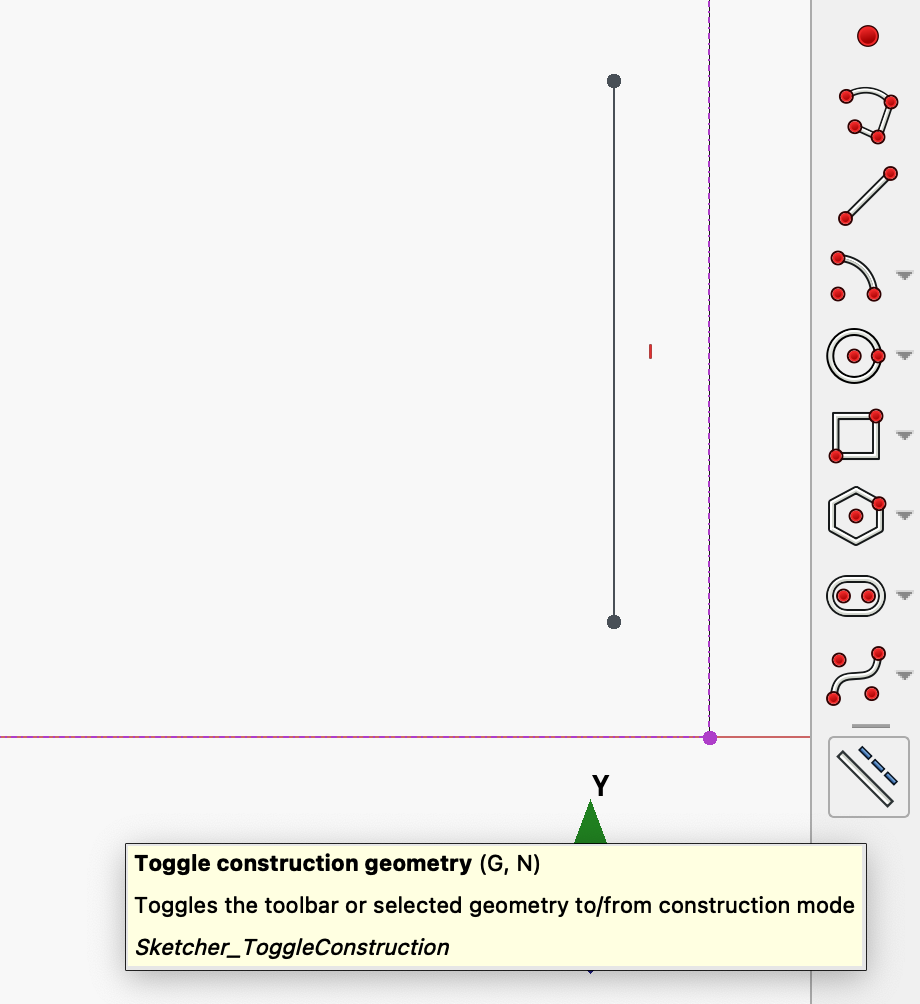 Y
Toggle construction geometry (G, N)
Toggles the toolbar or selected geometry to/from construction mode
Sketcher_ToggleConstruction